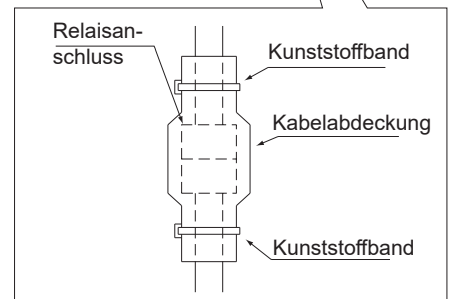 Relaisan-
schluss
Kunststoffband
Kabelabdeckung
Kunststoffband